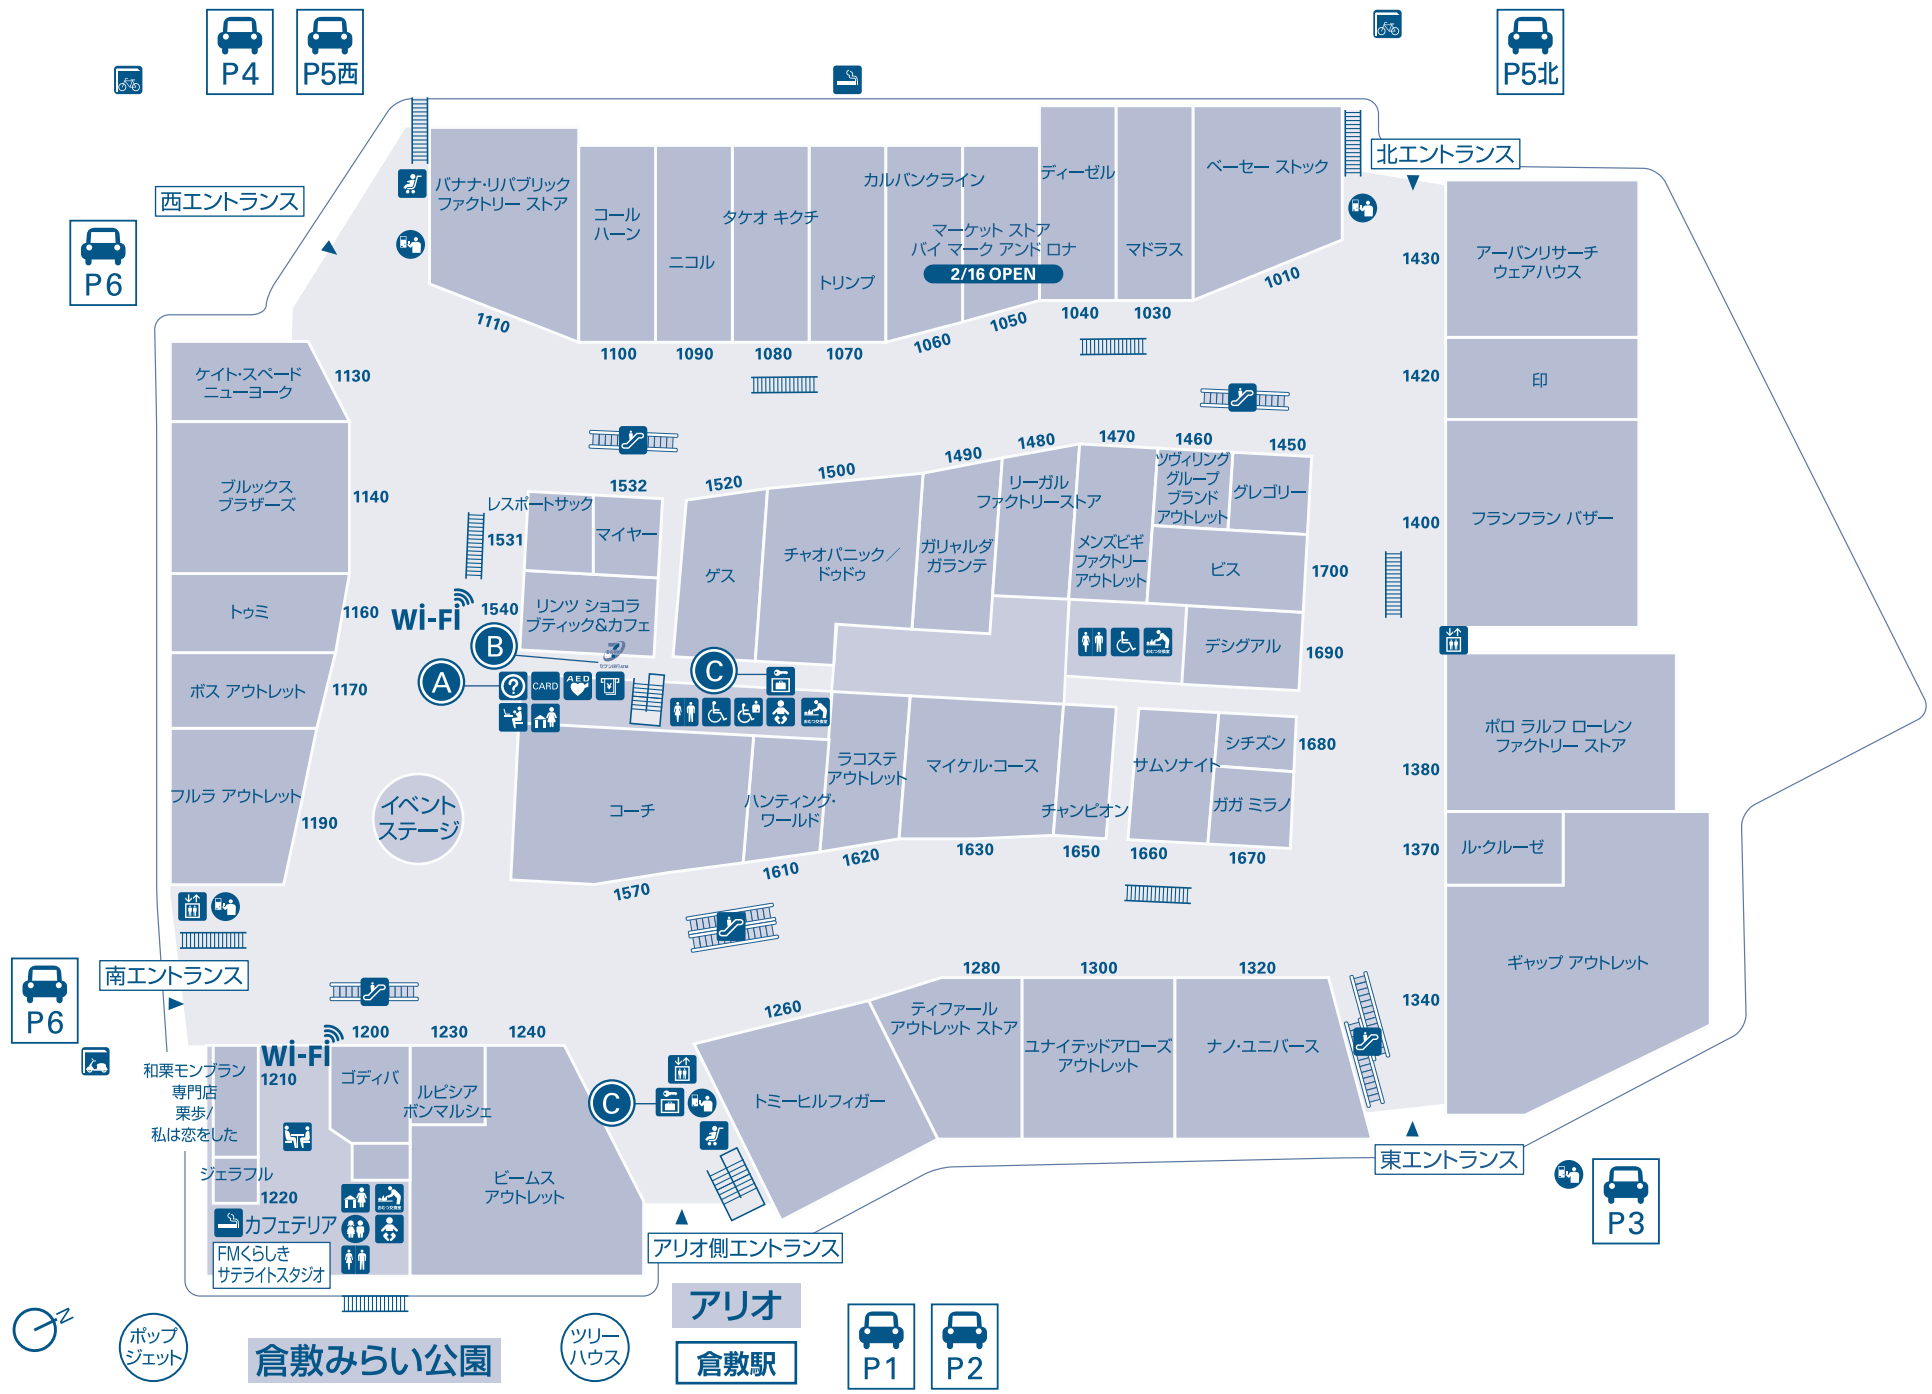 P4
P5西
P5北
西エントランス
P6
北エントランス
バナナ・リパブリック
ファクトリー ストア
1110
コール
ハーン
1100
ニコル
1090
タケオ キクチ
1080
トリンプ
1070
カルバンクライン
1060
マーケット ストア
バイ マーク アンド ロナ
2/16 OPEN
1050
ディーゼル
1040
マドラス
1030
ベーセー ストック
1010
アーバンリサーチ
ウェアハウス
1430
印
1420
フランフラン バザー
1400
ケイト・スペード
ニューヨーク
1130
ブルックス
ブラザーズ
1140
トゥミ
1160
ボス アウトレット
1170
フルラ アウトレット
1190
レスポートサック
1531
マイヤー
1532
リンツ ショコラ
ブティック&カフェ
1540
Wi-Fi
ゲス
1520
チャオパニック／
ドゥドゥ
1500
ガリャルダ
ガランテ
1490
リーガル
ファクトリーストア
1480
メンズビギ
ファクトリー
アウトレット
1470
ツヴィリング
グループ
ブランド
アウトレット
1460
グレゴリー
1450
ビス
1700
デシグアル
1690
A
B
C
セブン銀行ATM
CARD
AED
おむつ交換室
おむつ交換室
イベント
ステージ
コーチ
1570
ハンティング・
ワールド
1610
ラコステ
アウトレット
1620
マイケル・コース
1630
チャンピオン
1650
サムソナイト
1660
シチズン
1680
ガガ ミラノ
1670
ポロ ラルフ ローレン
ファクトリー ストア
1380
ル・クルーゼ
1370
ギャップ アウトレット
1340
南エントランス
P6
和栗モンブラン
専門店
栗歩/
私は恋をした
1210
Wi-Fi
ジェラフル
1220
ゴディバ
1200
ルピシア
ボンマルシェ
1230
ビームス
アウトレット
1240
カフェテリア
おむつ交換室
FMくらしき
サテライトスタジオ
C
トミーヒルフィガー
1260
ティファール
アウトレット ストア
1280
ユナイテッドアローズ
アウトレット
1300
ナノ・ユニバース
1320
東エントランス
P3
アリオ側エントランス
アリオ
倉敷駅
P1
P2
N
ポップ
ジェット
倉敷みらい公園
ツリー
ハウス